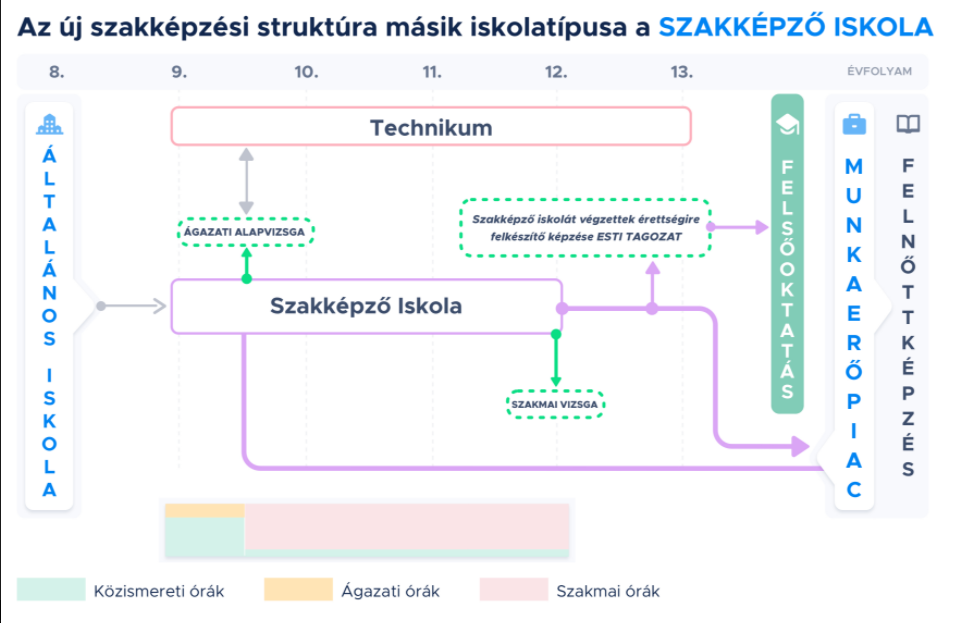 Az új szakképzési struktúra másik iskolatípusa a SZAKKÉPZŐ ISKOLA
8. 9. 10. 11. 12. 13. ÉVFOLYAM
ÁLTALÁNOS ISKOLA
Technikum
ÁGAZATI ALAPVIZSGA
Szakképző iskolát végzettek érettségire
felkészítő képzése ESTI TAGOZAT
Szakképző Iskola
SZAKMAI VIZSGA
FELSŐOKTATÁS
MUNKAERŐPIAC
FELNŐTTKÉPZÉS
Közismereti órák
Ágazati órák
Szakmai órák